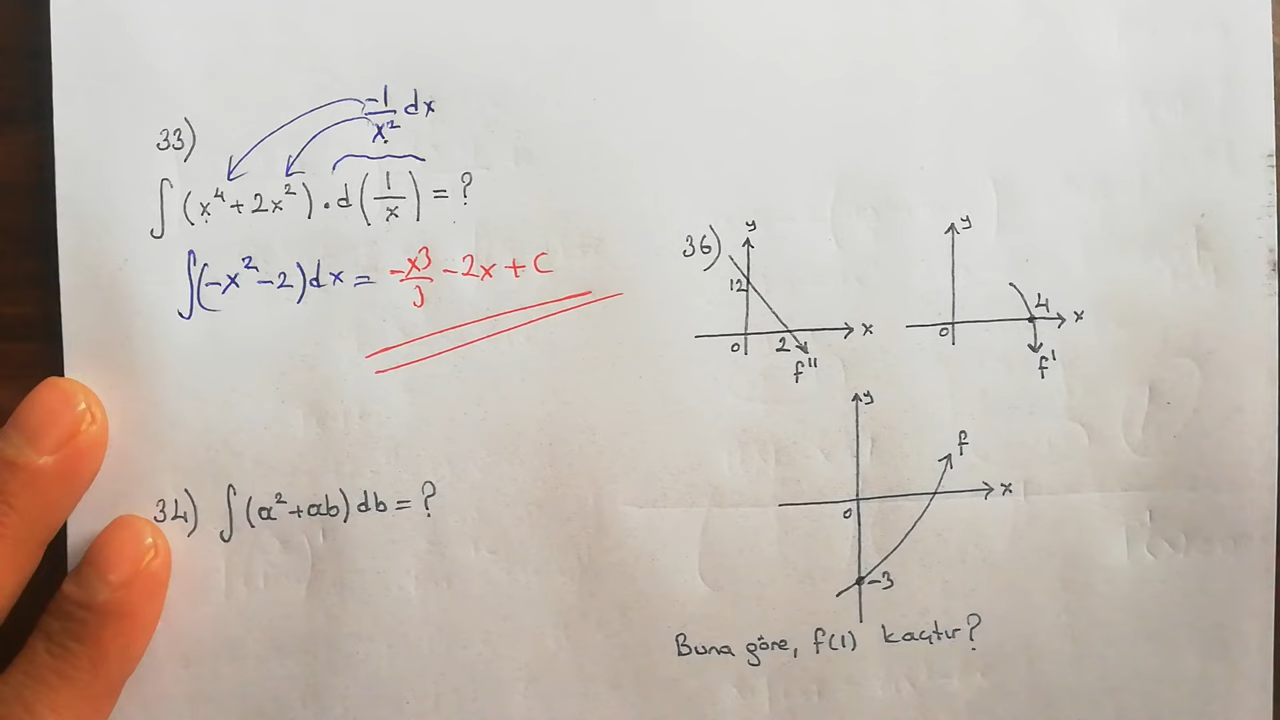 33)
-1/x² dx
∫(x⁴+2x²)·d(1/x)=?
∫(-x²-2)dx = -x³/3 -2x+c
34) ∫(a²+ab)db=?
36)
y
12
0
2
x
f''
y
0
4
x
f'
y
f
x
0
-3
Buna göre, f(1) kaçtır?